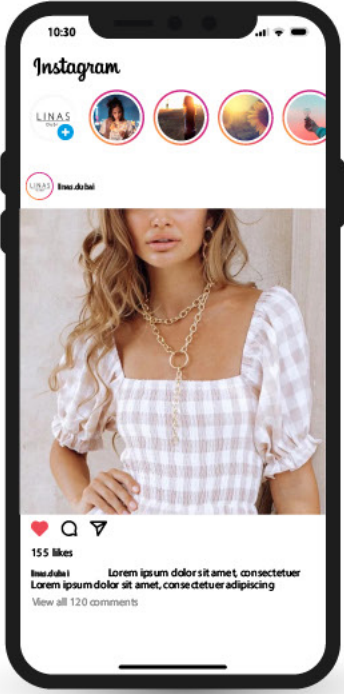 10:30
Instagram
LINAS
LINAS
linas.dubai
155 likes
linas.dubai Lorem ipsum dolor sit amet, consectetuer
Lorem ipsum dolor sit amet, consectetuer adipiscing
View all 120 comments